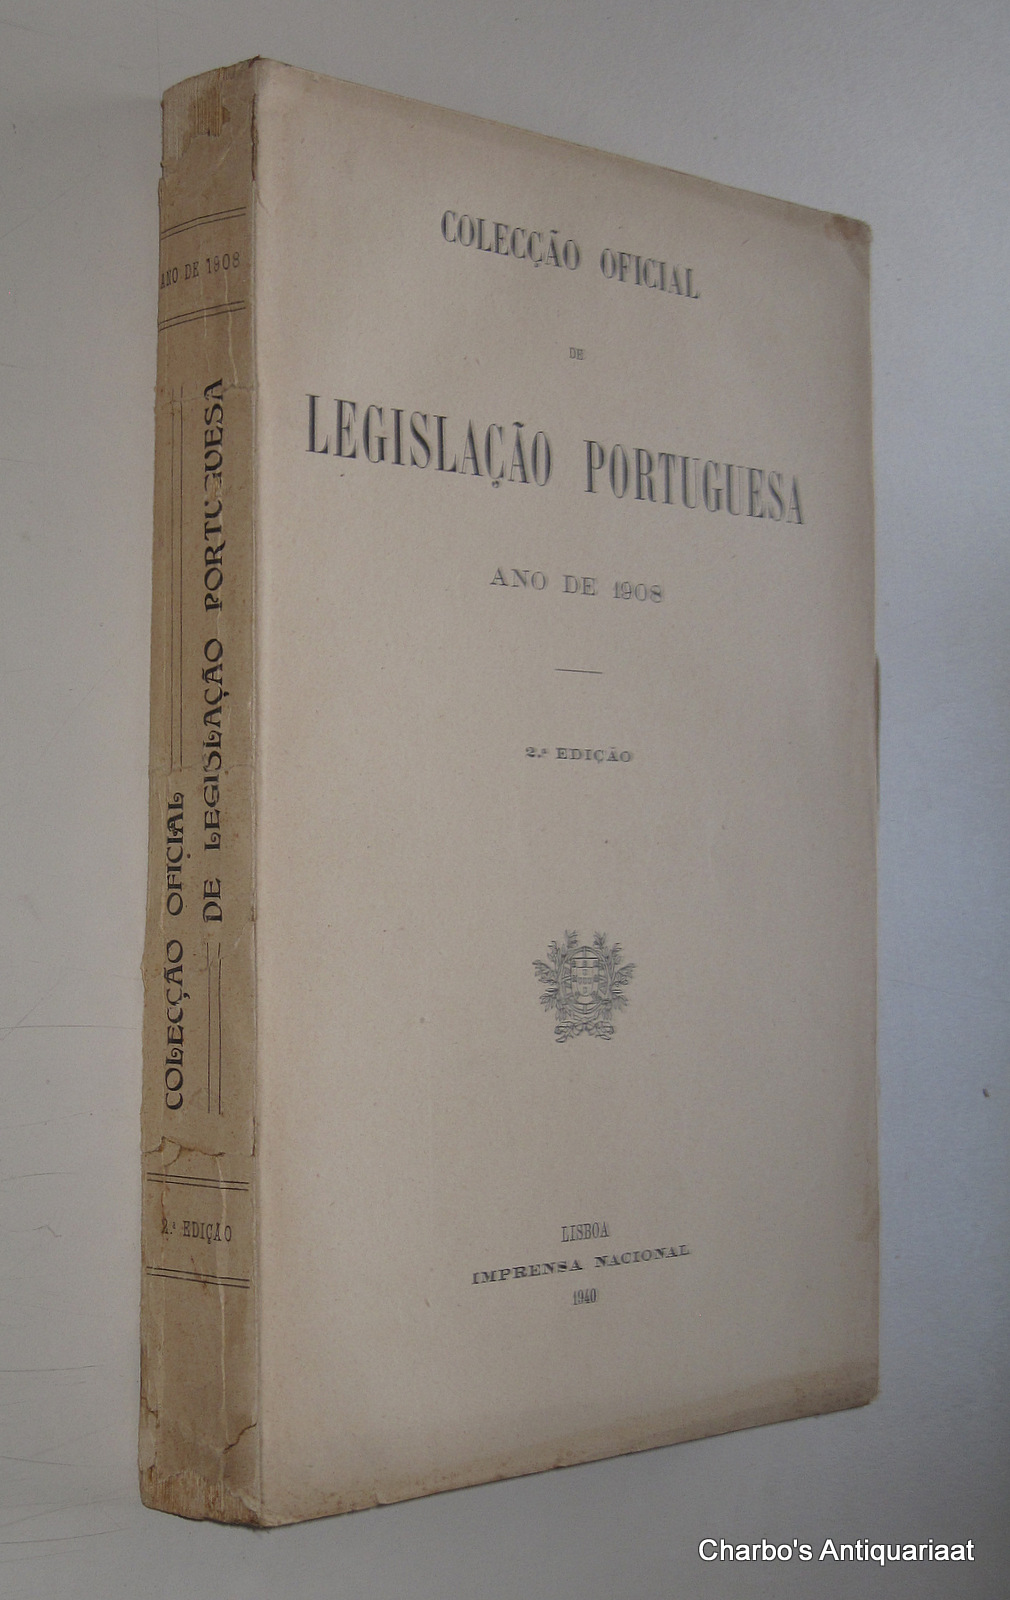 COLECÇÃO OFICIAL
DE
LEGISLAÇÃO PORTUGUESA
ANO DE 1908
2.ª EDIÇÃO
LISBOA
IMPRENSA NACIONAL
1940
ANO DE 1908
COLECÇÃO OFICIAL
DE LEGISLAÇÃO PORTUGUESA
2.ª EDIÇÃO
Charbo's Antiquariaat